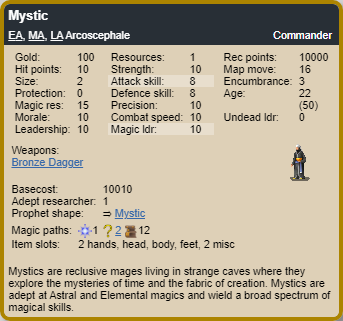 Mystic
EA, MA, LA Arcoscephale Commander
Gold: 100 Resources: 1 Rec points: 10000
Hit points: 10 Strength: 10 Map move: 16
Size: 2 Attack skill: 8 Encumbrance: 3
Protection: 0 Defence skill: 8 Age: 22
Magic res: 15 Precision: 10 (50)
Morale: 10 Combat speed: 10 Undead ldr: 0
Leadership: 10 Magic ldr: 10
Weapons:
Bronze Dagger
Basecost: 10010
Adept researcher: 1
Prophet shape: ⇒ Mystic
Magic paths: 1 ? 2 12
Item slots: 2 hands, head, body, feet, 2 misc
Mystics are reclusive mages living in strange caves where they
explore the mysteries of time and the fabric of creation. Mystics are
adept at Astral and Elemental magics and wield a broad spectrum of
magical skills.